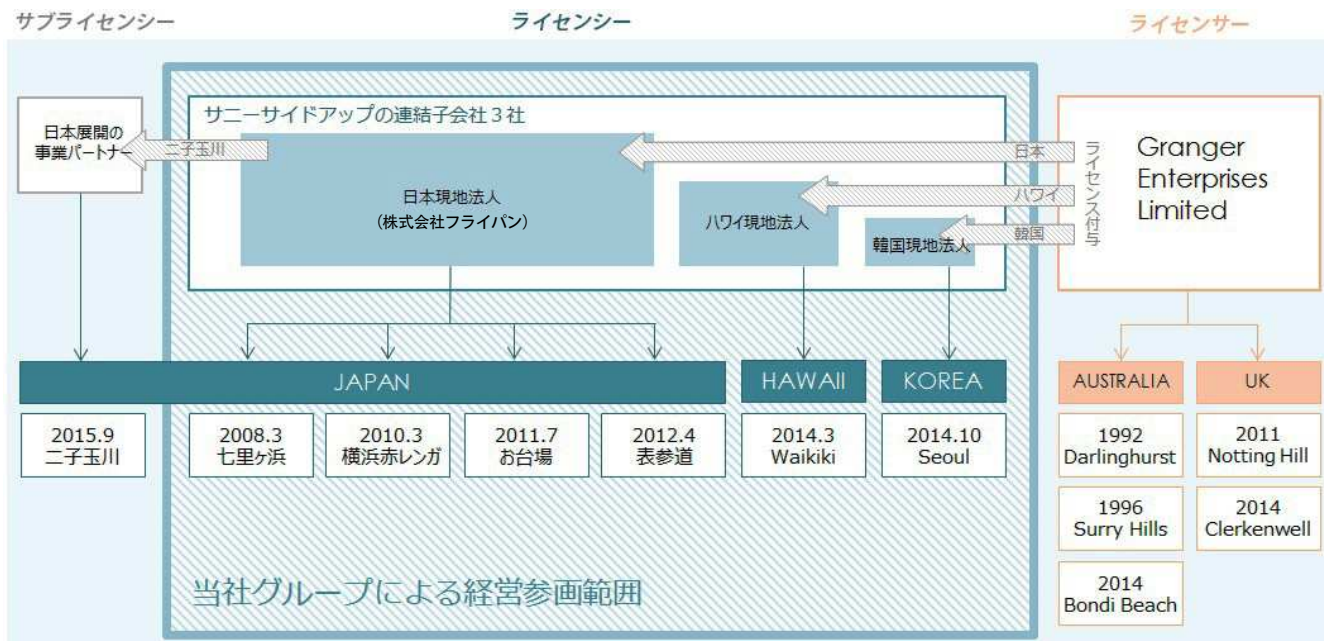 サブライセンシー
ライセンシー
ライセンサー
サニーサイドアップの連結子会社３社
日本展開の
事業パートナー
二子玉川
日本
ハワイ
韓国
ライセンス付与
日本現地法人
(株式会社フライパン)
ハワイ現地法人
韓国現地法人
Granger
Enterprises
Limited
JAPAN
HAWAII
KOREA
AUSTRALIA
UK
2015.9
二子玉川
2008.3
七里ヶ浜
2010.3
横浜赤レンガ
2011.7
お台場
2012.4
表参道
2014.3
Waikiki
2014.10
Seoul
1992
Darlinghurst
2011
Notting Hill
1996
Surry Hills
2014
Clerkenwell
2014
Bondi Beach
当社グループによる経営参画範囲